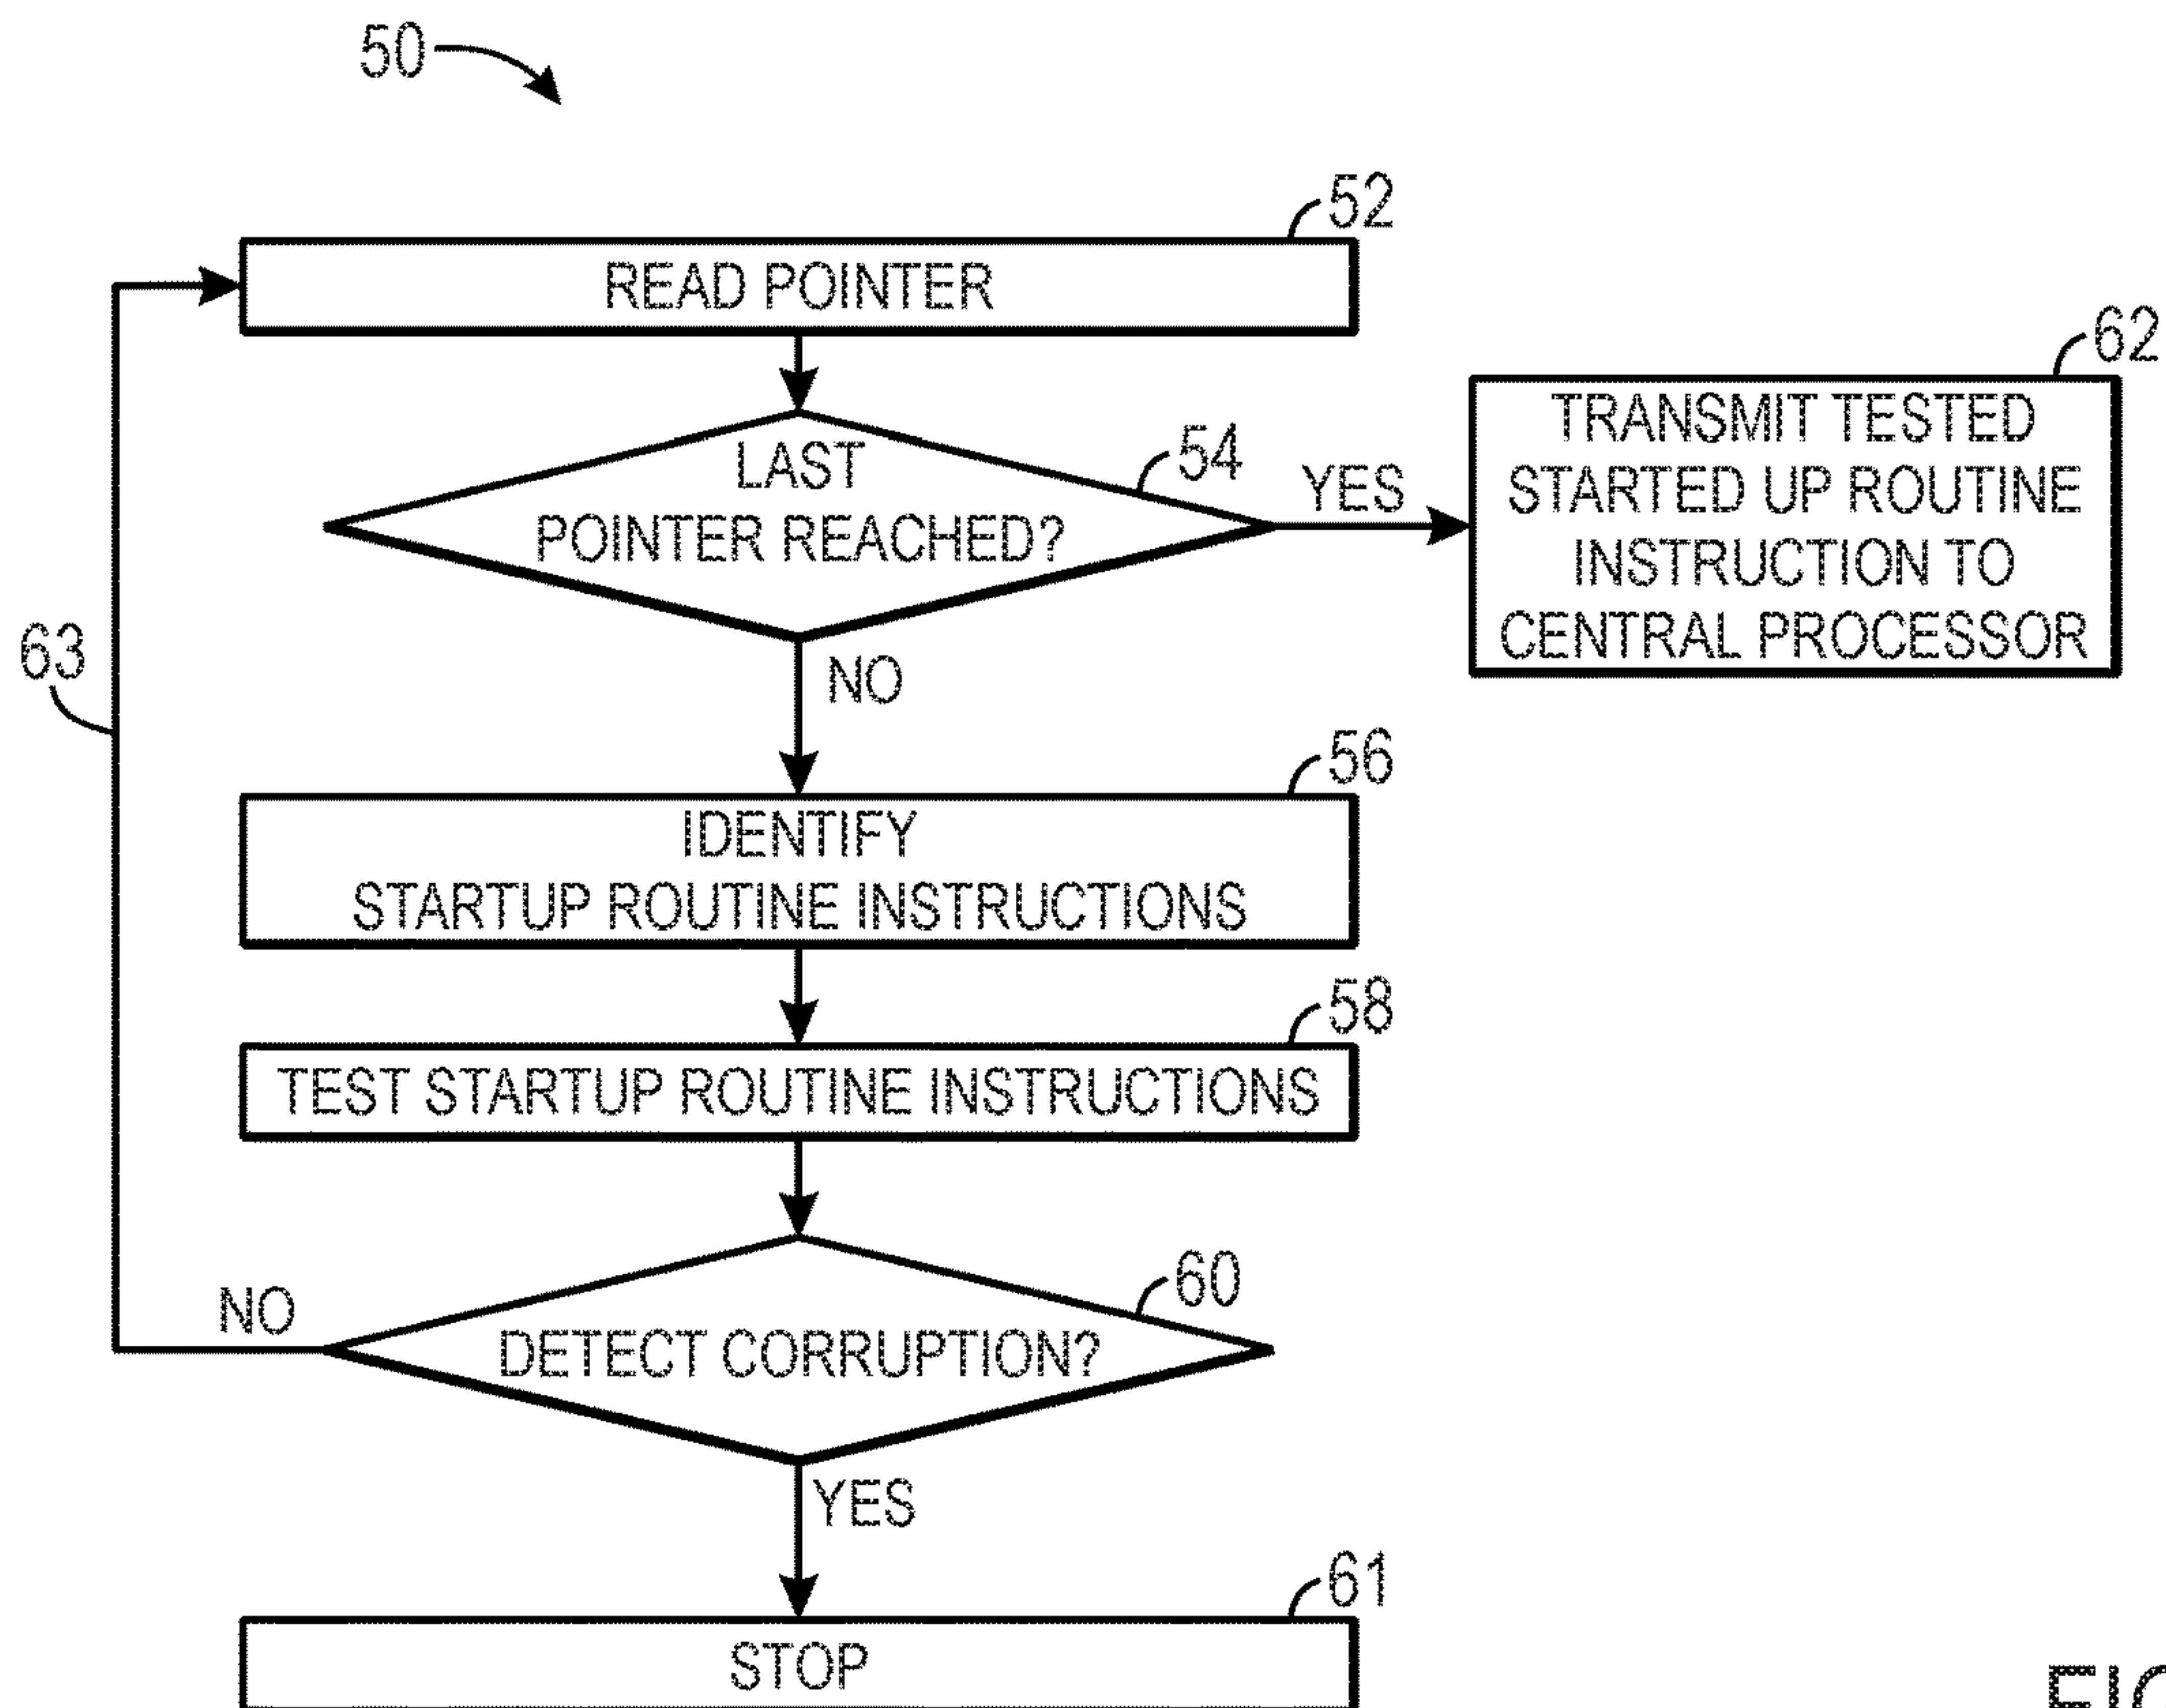 50
52
READ POINTER
62
LAST
POINTER REACHED?
54
YES
TRANSMIT TESTED
STARTED UP ROUTINE
INSTRUCTION TO
CENTRAL PROCESSOR
63
NO
56
IDENTIFY
STARTUP ROUTINE INSTRUCTIONS
58
TEST STARTUP ROUTINE INSTRUCTIONS
60
NO
DETECT CORRUPTION?
YES
61
STOP